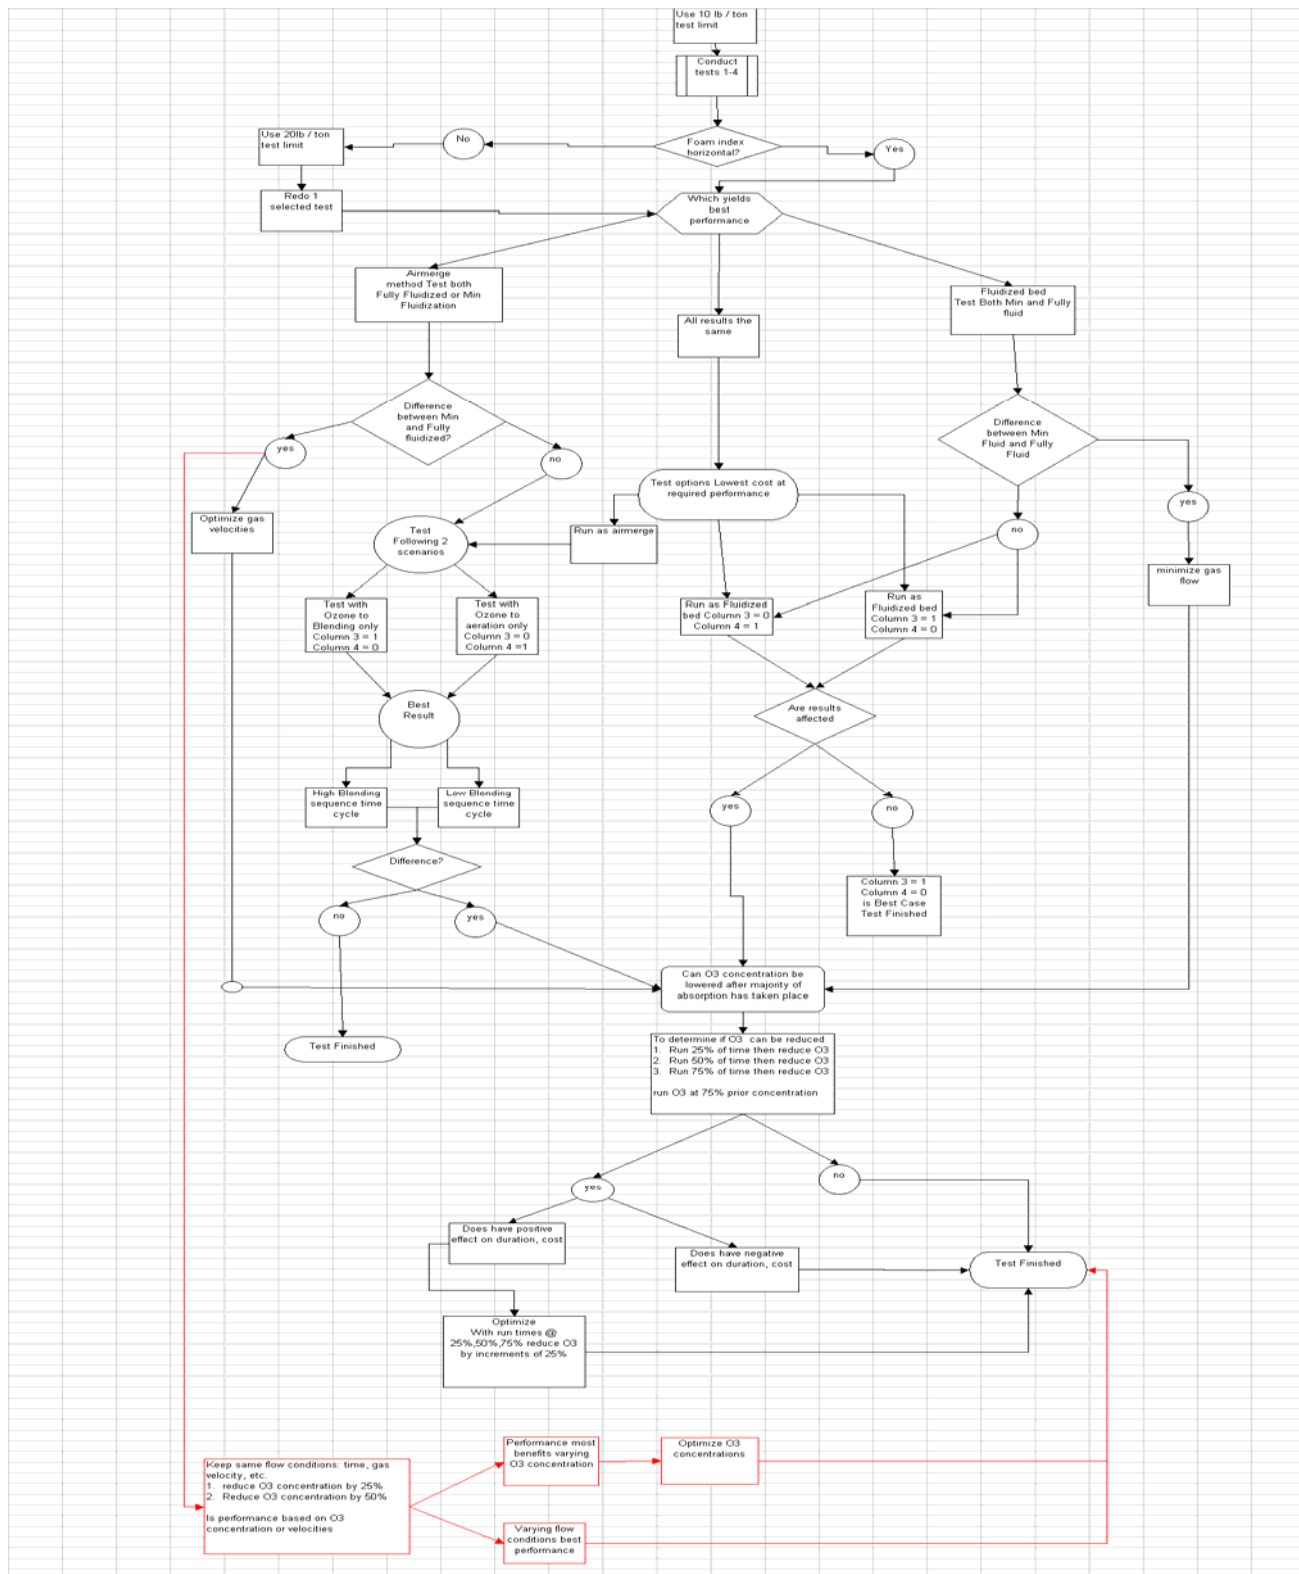 Use 10 lb / ton
test limit
Conduct
tests 1-4
Foam index
horizontal?
No
Yes
Use 20lb / ton
test limit
Redo 1
selected test
Which yields
best
performance
Airmerge
method Test both
Fully Fluidized or Min
Fluidization
All results the
same
Fluidized bed
Test Both Min and Fully
fluid
Difference
between Min
and Fully
fluidized?
yes
no
Difference
between Min
Fluid and Fully
Fluid
yes
no
Optimize gas
velocities
Test
Following 2
scenarios
Run as airmerge
Test options Lowest cost at
required performance
minimize gas
flow
Test with
Ozone to
Blending only
Column 3 = 1
Column 4 = 0
Test with
Ozone to
aeration only
Column 3 = 0
Column 4 =1
Run as Fluidized
bed Column 3 = 0
Column 4 = 1
Run as
Fluidized bed
Column 3 = 1
Column 4 = 0
Best
Result
Are results
affected
High Blending
sequence time
cycle
Low Blending
sequence time
cycle
yes
no
Difference?
no
yes
Column 3 = 1
Column 4 = 0
is Best Case
Test Finished
Can O3 concentration be
lowered after majority of
absorption has taken place
Test Finished
To determine if O3 can be reduced
1. Run 25% of time then reduce O3
2. Run 50% of time then reduce O3
3. Run 75% of time then reduce O3
run O3 at 75% prior concentration
yes
no
Does have positive
effect on duration, cost
Does have negative
effect on duration, cost
Test Finished
Optimize
With run times @
25%,50%,75% reduce O3
by increments of 25%
Keep same flow conditions: time, gas
velocity, etc.
1. reduce O3 concentration by 25%
2. Reduce O3 concentration by 50%
Is performance based on O3
concentration or velocities
Performance most
benefits varying
O3 concentration
Optimize O3
concentrations
Varying flow
conditions best
performance